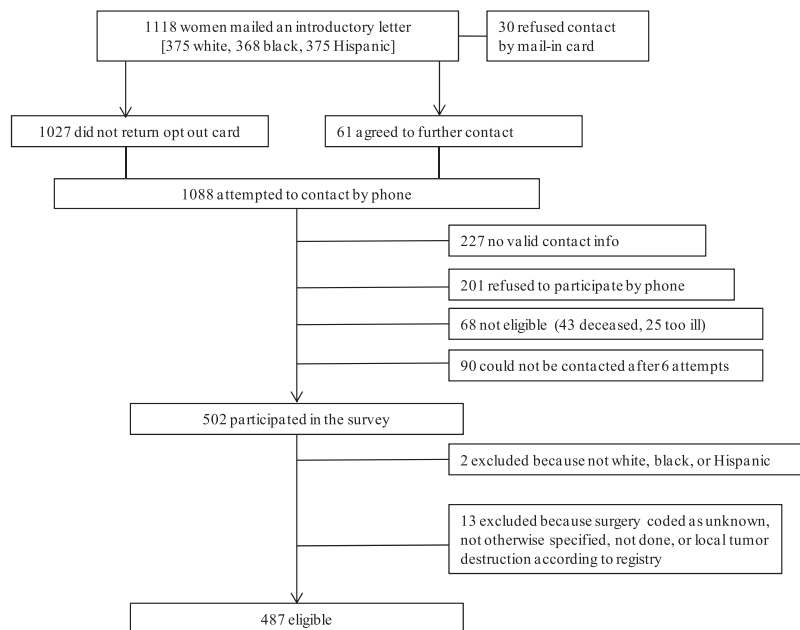 1118 women mailed an introductory letter
[375 white, 368 black, 375 Hispanic]
30 refused contact
by mail-in card
1027 did not return opt out card
61 agreed to further contact
1088 attempted to contact by phone
227 no valid contact info
201 refused to participate by phone
68 not eligible (43 deceased, 25 too ill)
90 could not be contacted after 6 attempts
502 participated in the survey
2 excluded because not white, black, or Hispanic
13 excluded because surgery coded as unknown,
not otherwise specified, not done, or local tumor
destruction according to registry
487 eligible